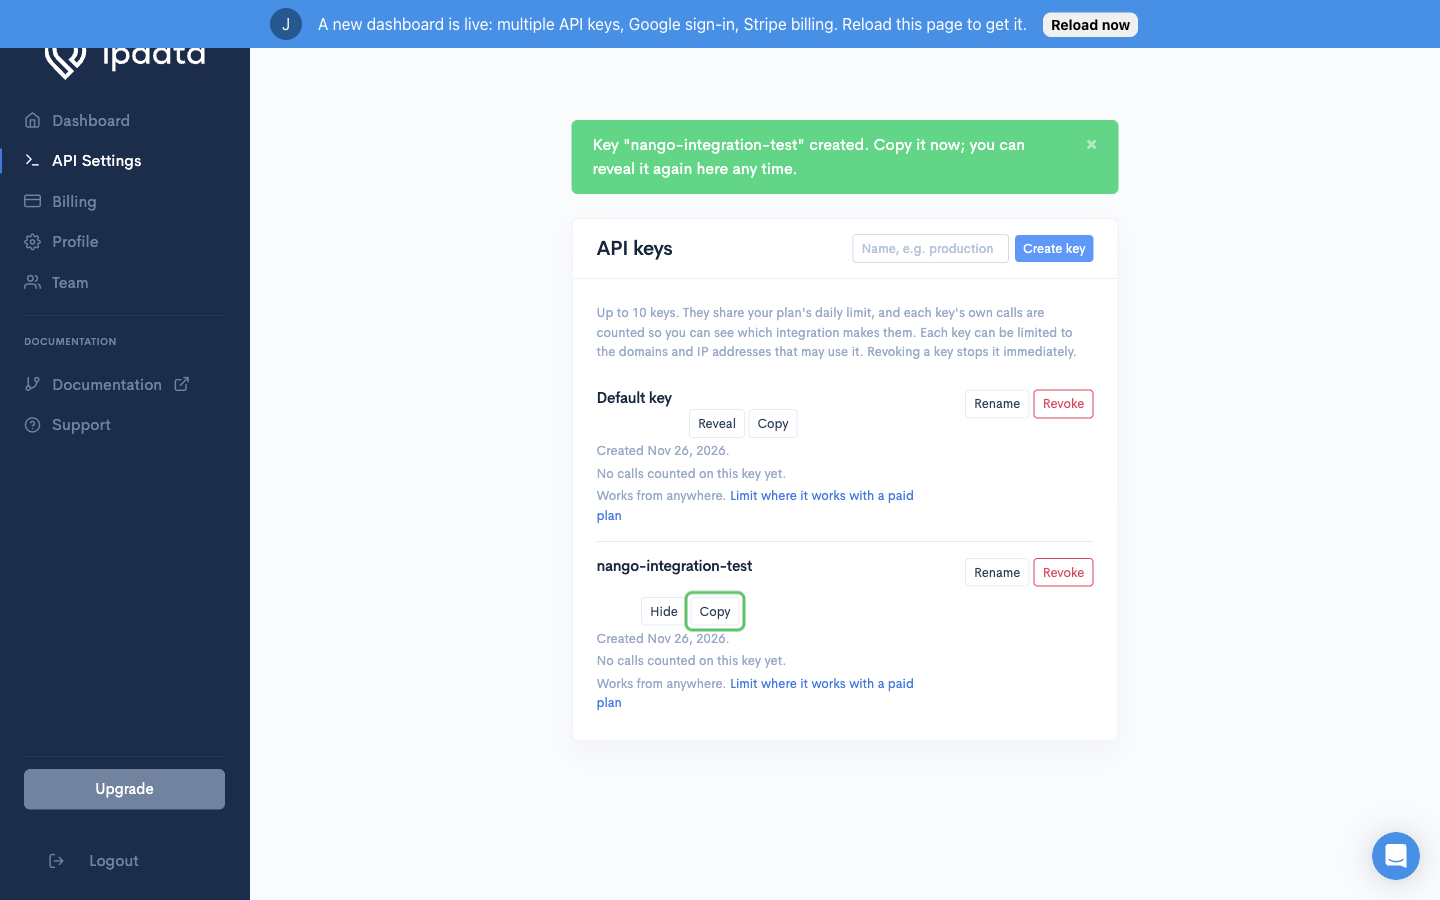 J
A new dashboard is live: multiple API keys, Google sign-in, Stripe billing. Reload this page to get it.
Reload now
ipdata
Dashboard
API Settings
Billing
Profile
Team
DOCUMENTATION
Documentation
Support
Upgrade
Logout
Key "nango-integration-test" created. Copy it now; you can
reveal it again here any time.
×
API keys
Name, e.g. production
Create key
Up to 10 keys. They share your plan's daily limit, and each key's own calls are
counted so you can see which integration makes them. Each key can be limited to
the domains and IP addresses that may use it. Revoking a key stops it immediately.
Default key
Rename
Revoke
Reveal
Copy
Created Nov 26, 2026.
No calls counted on this key yet.
Works from anywhere. Limit where it works with a paid
plan
nango-integration-test
Rename
Revoke
Hide
Copy
Created Nov 26, 2026.
No calls counted on this key yet.
Works from anywhere. Limit where it works with a paid
plan